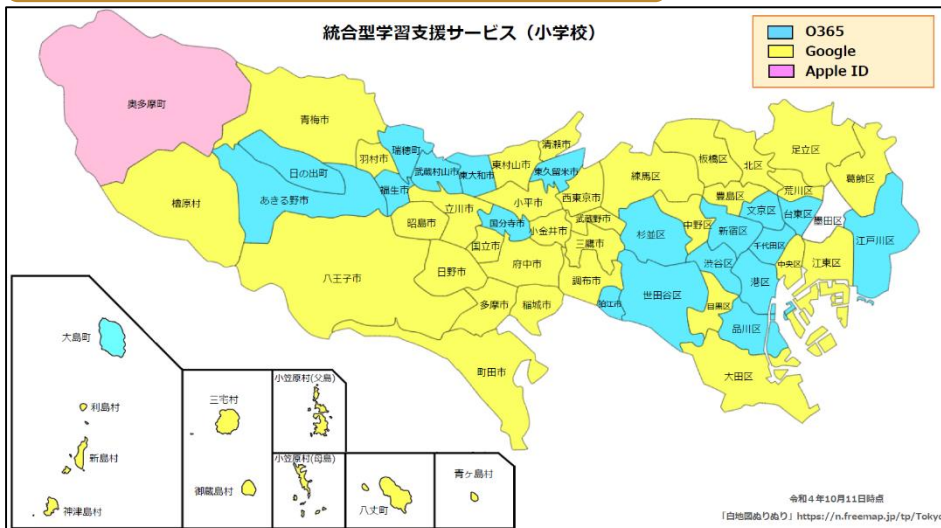 統合型学習支援サービス（小学校）
O365
Google
Apple ID
奥多摩町
青梅市
羽村市
瑞穂町
武蔵村山市
東大和市
東村山市
清瀬市
東久留米市
日の出町
あきる野市
福生市
檜原村
昭島市
立川市
小平市
西東京市
国分寺市
小金井市
武蔵野市
国立市
三鷹市
八王子市
日野市
府中市
調布市
多摩市
稲城市
狛江市
町田市
練馬区
板橋区
北区
足立区
葛飾区
豊島区
荒川区
文京区
台東区
墨田区
杉並区
中野区
新宿区
千代田区
江戸川区
渋谷区
港区
中央区
江東区
世田谷区
目黒区
品川区
大田区
大島町
利島村
新島村
神津島村
三宅村
御蔵島村
小笠原村(父島)
小笠原村(母島)
八丈町
青ヶ島村
令和４年10月11日時点
「白地図ぬりぬり」https://n.freemap.jp/tp/Tokyo